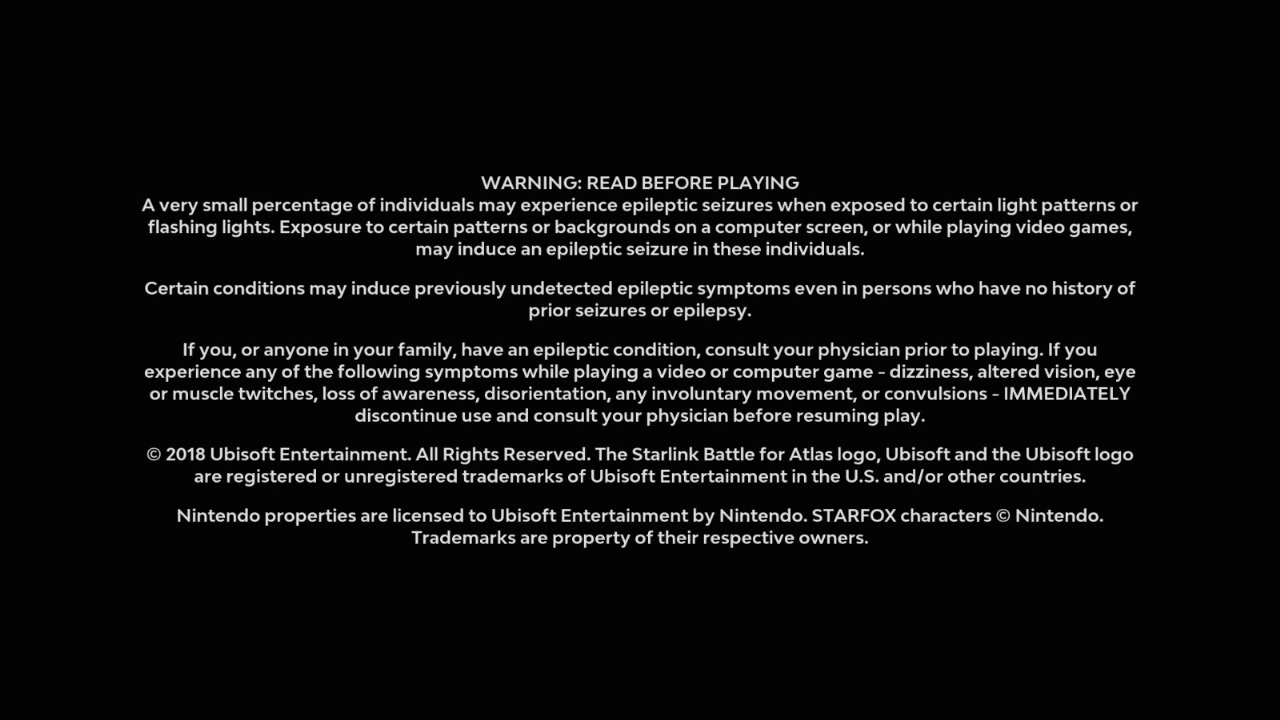 WARNING: READ BEFORE PLAYING
A very small percentage of individuals may experience epileptic seizures when exposed to certain light patterns or
flashing lights. Exposure to certain patterns or backgrounds on a computer screen, or while playing video games,
may induce an epileptic seizure in these individuals.
Certain conditions may induce previously undetected epileptic symptoms even in persons who have no history of
prior seizures or epilepsy.
If you, or anyone in your family, have an epileptic condition, consult your physician prior to playing. If you
experience any of the following symptoms while playing a video or computer game - dizziness, altered vision, eye
or muscle twitches, loss of awareness, disorientation, any involuntary movement, or convulsions - IMMEDIATELY
discontinue use and consult your physician before resuming play.
© 2018 Ubisoft Entertainment. All Rights Reserved. The Starlink Battle for Atlas logo, Ubisoft and the Ubisoft logo
are registered or unregistered trademarks of Ubisoft Entertainment in the U.S. and/or other countries.
Nintendo properties are licensed to Ubisoft Entertainment by Nintendo. STARFOX characters © Nintendo.
Trademarks are property of their respective owners.